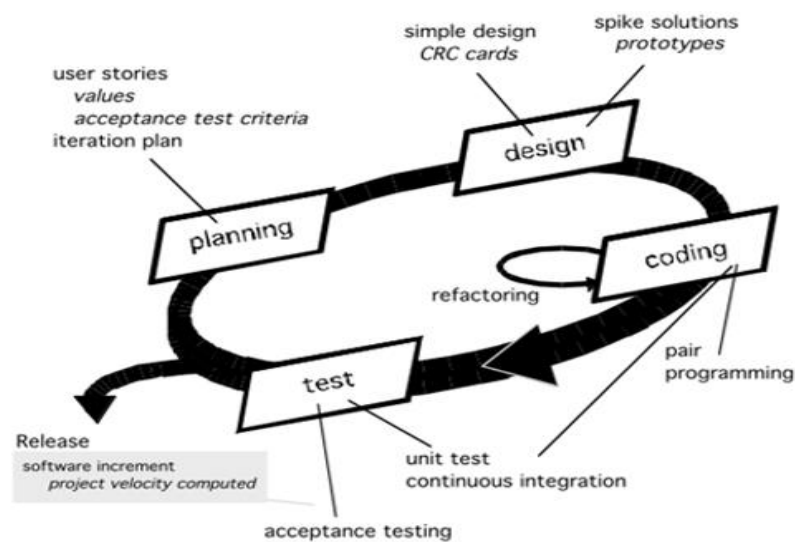 spike solutions
prototypes
simple design
CRC cards
user stories
values
acceptance test criteria
iteration plan
design
planning
coding
refactoring
test
pair
programming
Release
software increment
project velocity computed
unit test
continuous integration
acceptance testing